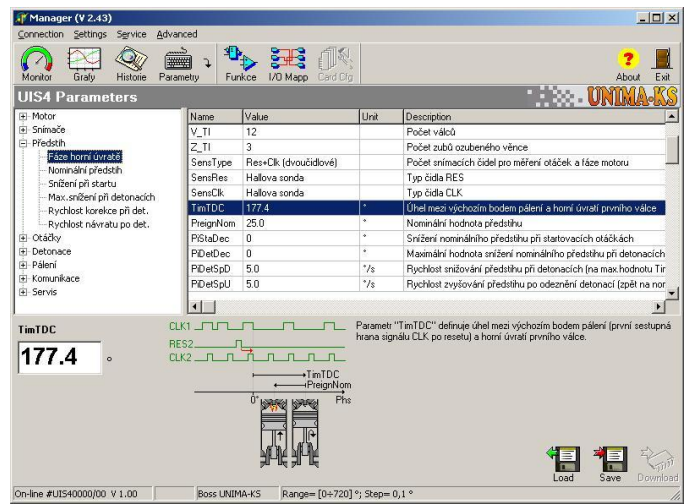 Manager (V 2.43)
Connection Settings Service Advanced
Monitor Grafy Historie Parametry Funkce I/O Mapp Card Cfg About Exit
UIS4 Parameters
UNIMA-KS
Motor
Snímače
Předstih
Fáze horní úvratě
Nominální předstih
Snížení při startu
Max.snížení při detonacích
Rychlost korekce při det.
Rychlost návratu po det.
Otáčky
Detonace
Pálení
Komunikace
Servis
Name Value Unit Description
V_TI 12 Počet válců
Z_TI 3 Počet zubů ozubeného věnce
SensType Res+Clk (dvoučidlové) Počet snímacích čidel pro měření otáček a fáze motoru
SensRes Hallova sonda Typ čidla RES
SensClk Hallova sonda Typ čidla CLK
TimTDC 177.4 ° Úhel mezi výchozím bodem pálení a horní úvratí prvního válce
PreignNom 25.0 ° Nominální hodnota předstihu
PiStaDec 0 ° Snížení nominálního předstihu při startovacích otáčkách
PiDetDec 0 ° Maximální hodnota snížení nominálního předstihu při detonacích
PiDetSpD 5.0 °/s Rychlost snižování předstihu při detonacích (na max.hodnotu Tir
PiDetSpU 5.0 °/s Rychlost zvyšování předstihu po odeznění detonací (zpět na nor
TimTDC
177.4 °
CLK1
RES2
CLK2
TimTDC
PreignNom
0° Phs
Parametr "TimTDC" definuje úhel mezi výchozím bodem pálení (první sestupná
hrana signálu CLK po resetu) a horní úvratí prvního válce.
Load Save Download
On-line #UIS40000/00 V 1.00 Boss UNIMA-KS Range= [0÷720] °; Step= 0,1 °